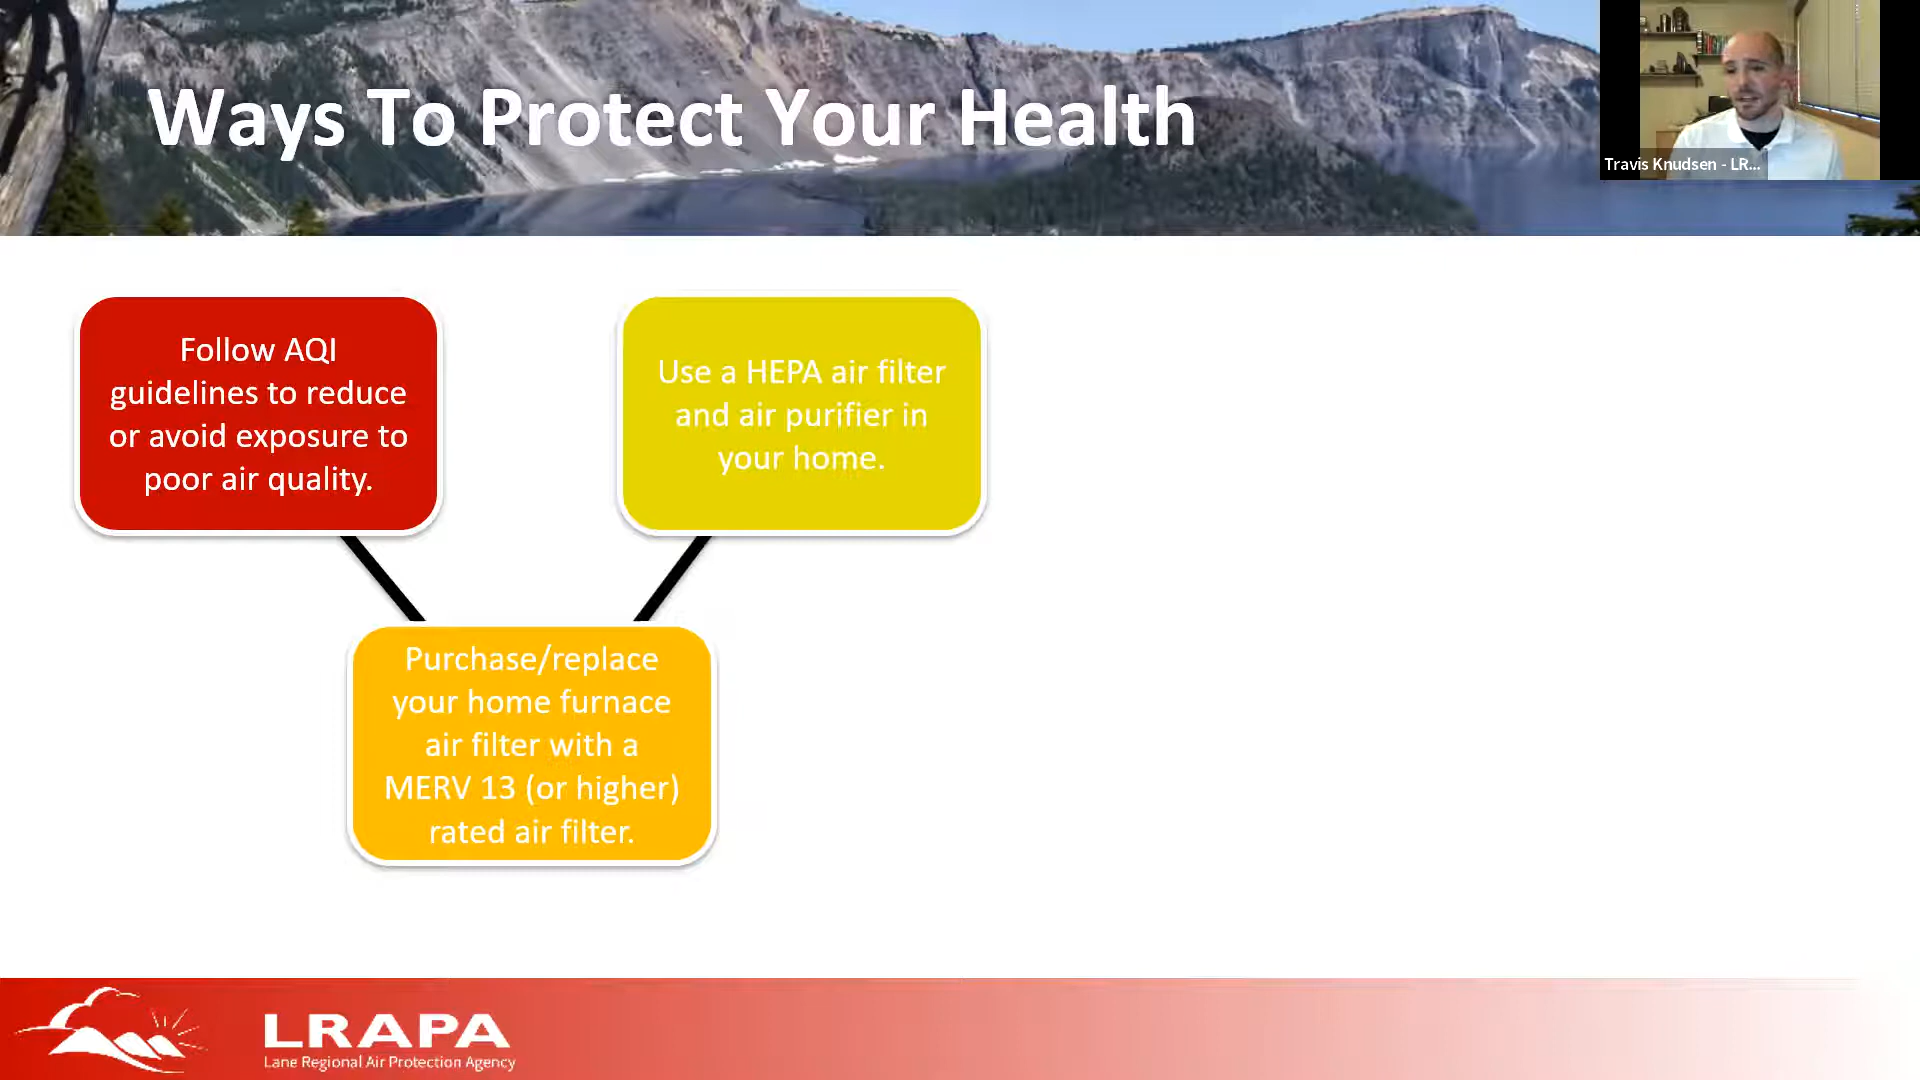 Ways To Protect Your Health
Travis Knudsen - LR...
Follow AQI
guidelines to reduce
or avoid exposure to
poor air quality.
Use a HEPA air filter
and air purifier in
your home.
Purchase/replace
your home furnace
air filter with a
MERV 13 (or higher)
rated air filter.
LRAPA
Lane Regional Air Protection Agency